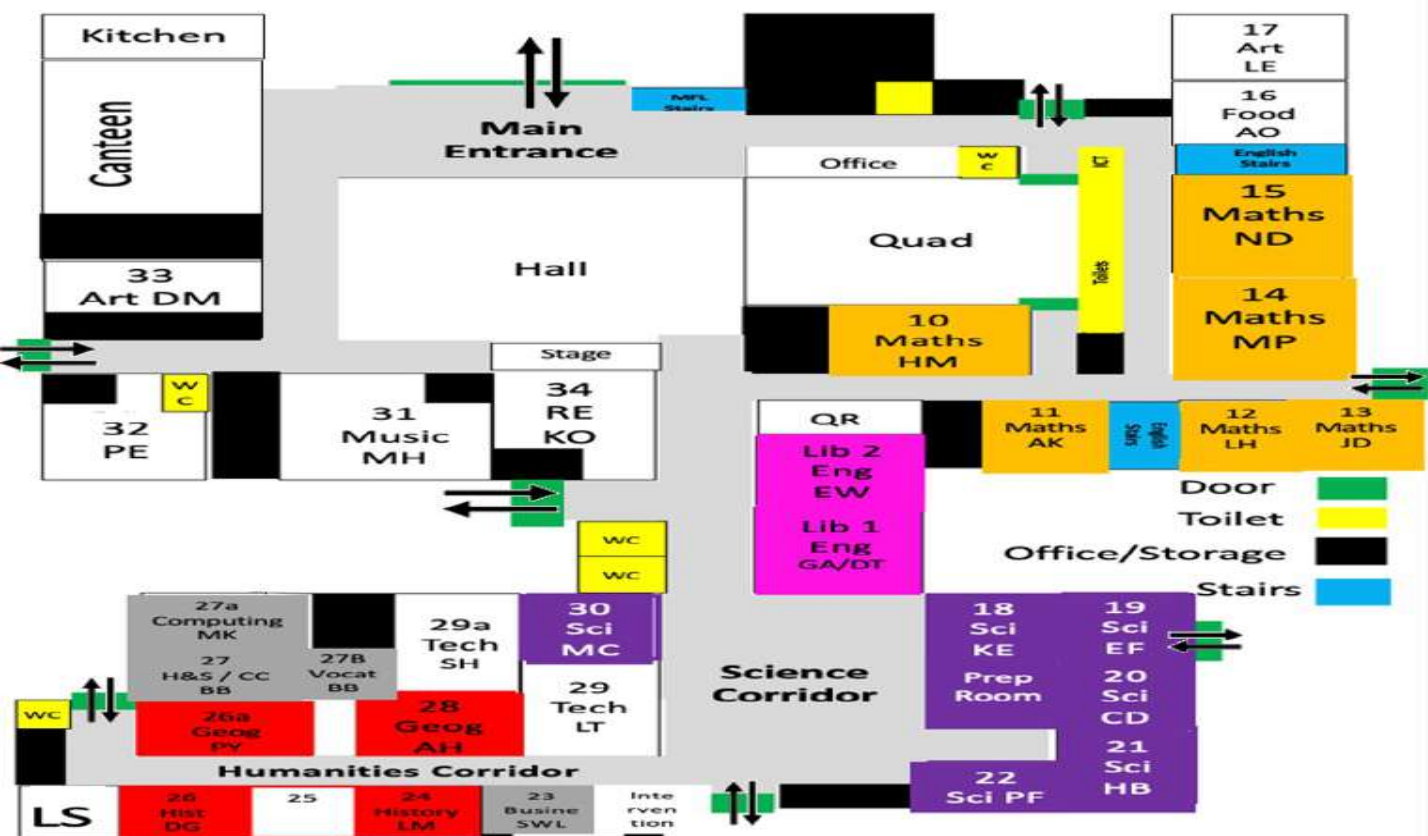 Kitchen
Canteen
33
Art DM
Main
Entrance
MFL
Stairs
Office
W
C
Hall
Quad
Toilets
17
Art
LE
16
Food
AO
English
Stairs
15
Maths
ND
14
Maths
MP
10
Maths
HM
Stage
34
RE
KO
31
Music
MH
W
C
32
PE
QR
Lib 2
Eng
EW
Lib 1
Eng
GA/DT
11
Maths
AK
English
Stairs
12
Maths
LH
13
Maths
JD
Door
Toilet
Office/Storage
Stairs
WC
WC
27a
Computing
MK
27
H&S / CC
BB
27B
Vocat
BB
29a
Tech
SH
30
Sci
MC
29
Tech
LT
26a
Geog
PY
28
Geog
AH
WC
Science
Corridor
18
Sci
KE
Prep
Room
19
Sci
EF
20
Sci
CD
21
Sci
HB
22
Sci PF
Humanities Corridor
LS
26
Hist
DG
25
24
History
LM
23
Busine
SWL
Inte
rven
tion